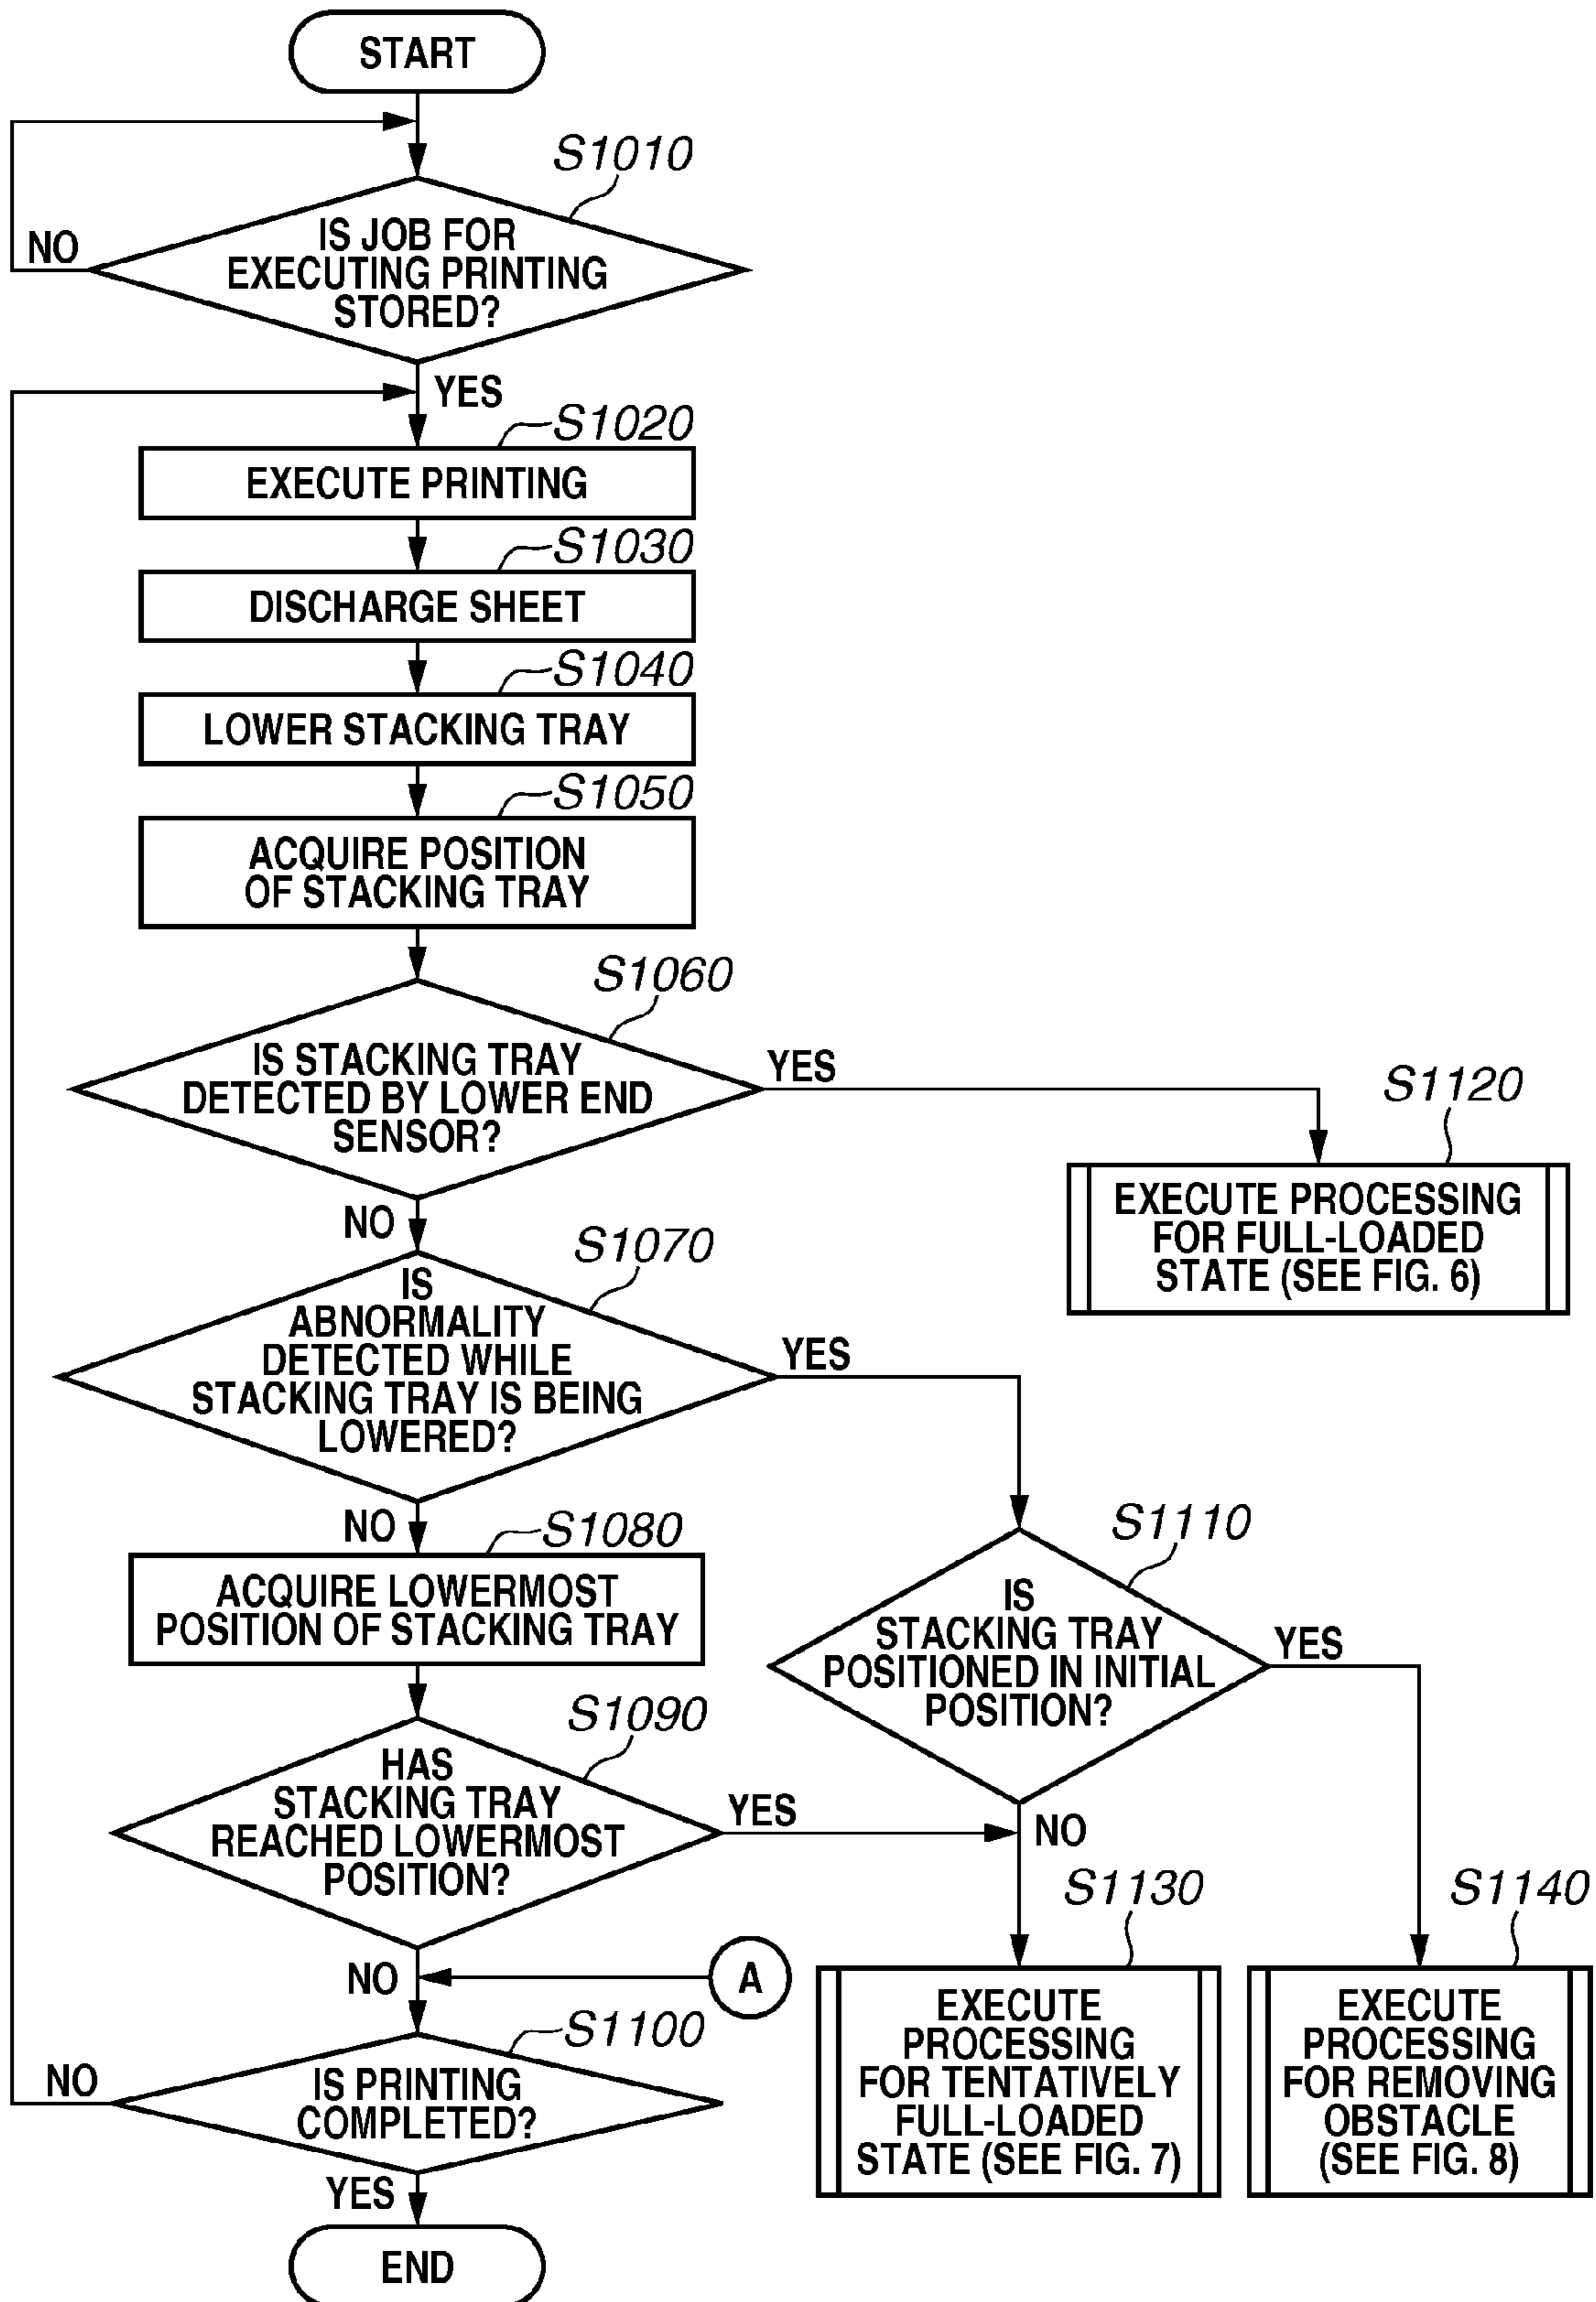 START
S1010
IS JOB FOR
EXECUTING PRINTING
STORED?
NO
YES
S1020
EXECUTE PRINTING
S1030
DISCHARGE SHEET
S1040
LOWER STACKING TRAY
S1050
ACQUIRE POSITION
OF STACKING TRAY
S1060
IS STACKING TRAY
DETECTED BY LOWER END
SENSOR?
YES
S1120
EXECUTE PROCESSING
FOR FULL-LOADED
STATE (SEE FIG. 6)
NO
S1070
IS
ABNORMALITY
DETECTED WHILE
STACKING TRAY IS BEING
LOWERED?
YES
NO
S1080
ACQUIRE LOWERMOST
POSITION OF STACKING TRAY
S1110
IS
STACKING TRAY
POSITIONED IN INITIAL
POSITION?
YES
S1090
HAS
STACKING TRAY
REACHED LOWERMOST
POSITION?
YES
NO
S1130
EXECUTE
PROCESSING
FOR TENTATIVELY
FULL-LOADED
STATE (SEE FIG. 7)
S1140
EXECUTE
PROCESSING
FOR REMOVING
OBSTACLE
(SEE FIG. 8)
NO
A
S1100
IS PRINTING
COMPLETED?
NO
YES
END